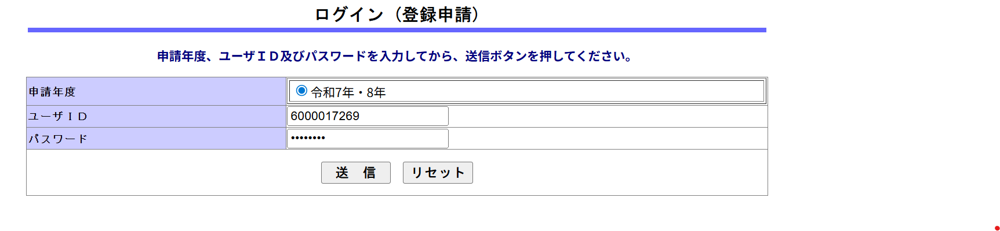 ログイン（登録申請）
申請年度、ユーザＩＤ及びパスワードを入力してから、送信ボタンを押してください。
申請年度 令和7年・8年
ユーザＩＤ 6000017269
パスワード ••••••••
送　信 リセット